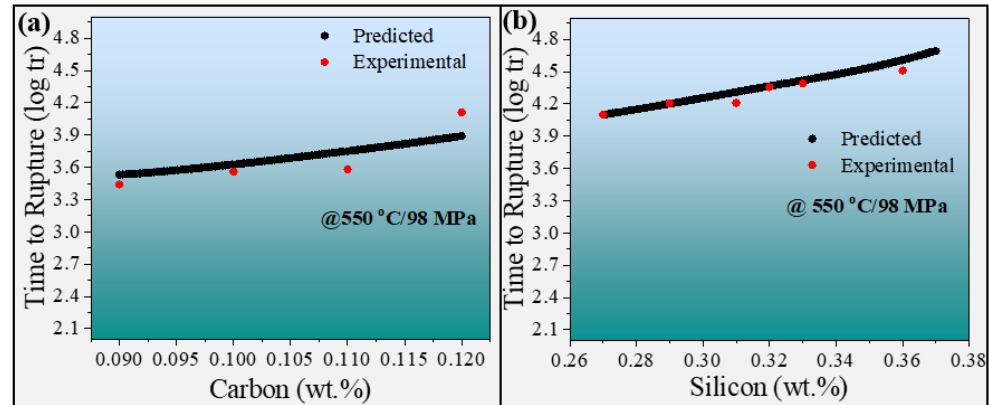 (a)
Predicted
Experimental
@550 °C/98 MPa
Time to Rupture (log tr)
4.8
4.5
4.2
3.9
3.6
3.3
3.0
2.7
2.4
2.1
0.090 0.095 0.100 0.105 0.110 0.115 0.120
Carbon (wt.%)
(b)
Predicted
Experimental
@ 550 °C/98 MPa
Time to Rupture (log tr)
4.8
4.5
4.2
3.9
3.6
3.3
3.0
2.7
2.4
2.1
0.26 0.28 0.30 0.32 0.34 0.36 0.38
Silicon (wt.%)